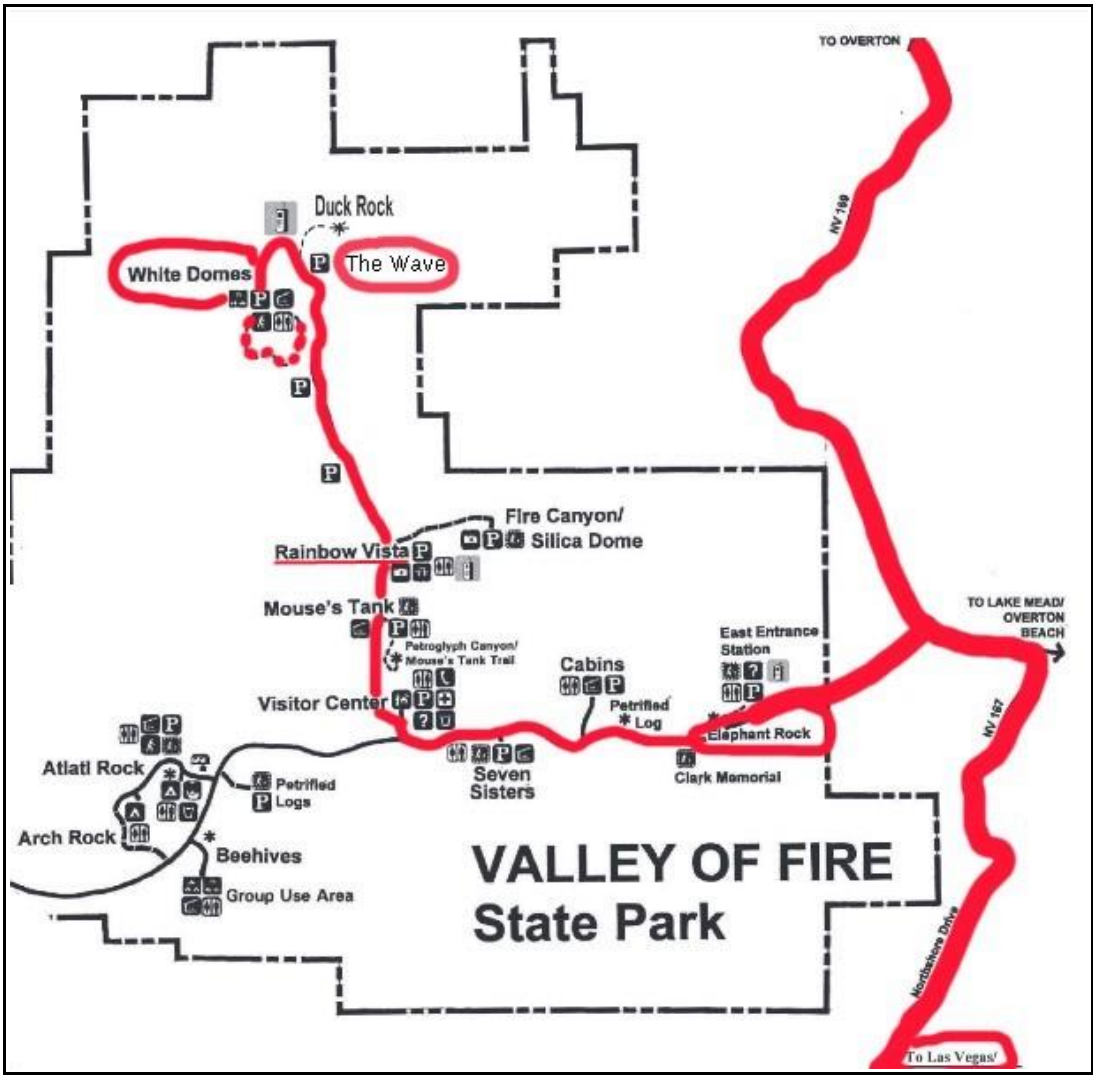 TO OVERTON
NV 169
Duck Rock
The Wave
White Domes
P
P
P
P
Fire Canyon/
Silica Dome
P
Rainbow Vista P
Mouse's Tank
P
Petroglyph Canyon/
Mouse's Tank Trail
Visitor Center
P
?
TO LAKE MEAD/
OVERTON
BEACH
East Entrance
Station
?
P
Cabins
P
Petrified
Log
Elephant Rock
Clark Memorial
P
Seven
Sisters
NV 167
P
Atlatl Rock
Petrified
P Logs
Arch Rock
Beehives
Group Use Area
VALLEY OF FIRE
State Park
Northshore Drive
To Las Vegas/